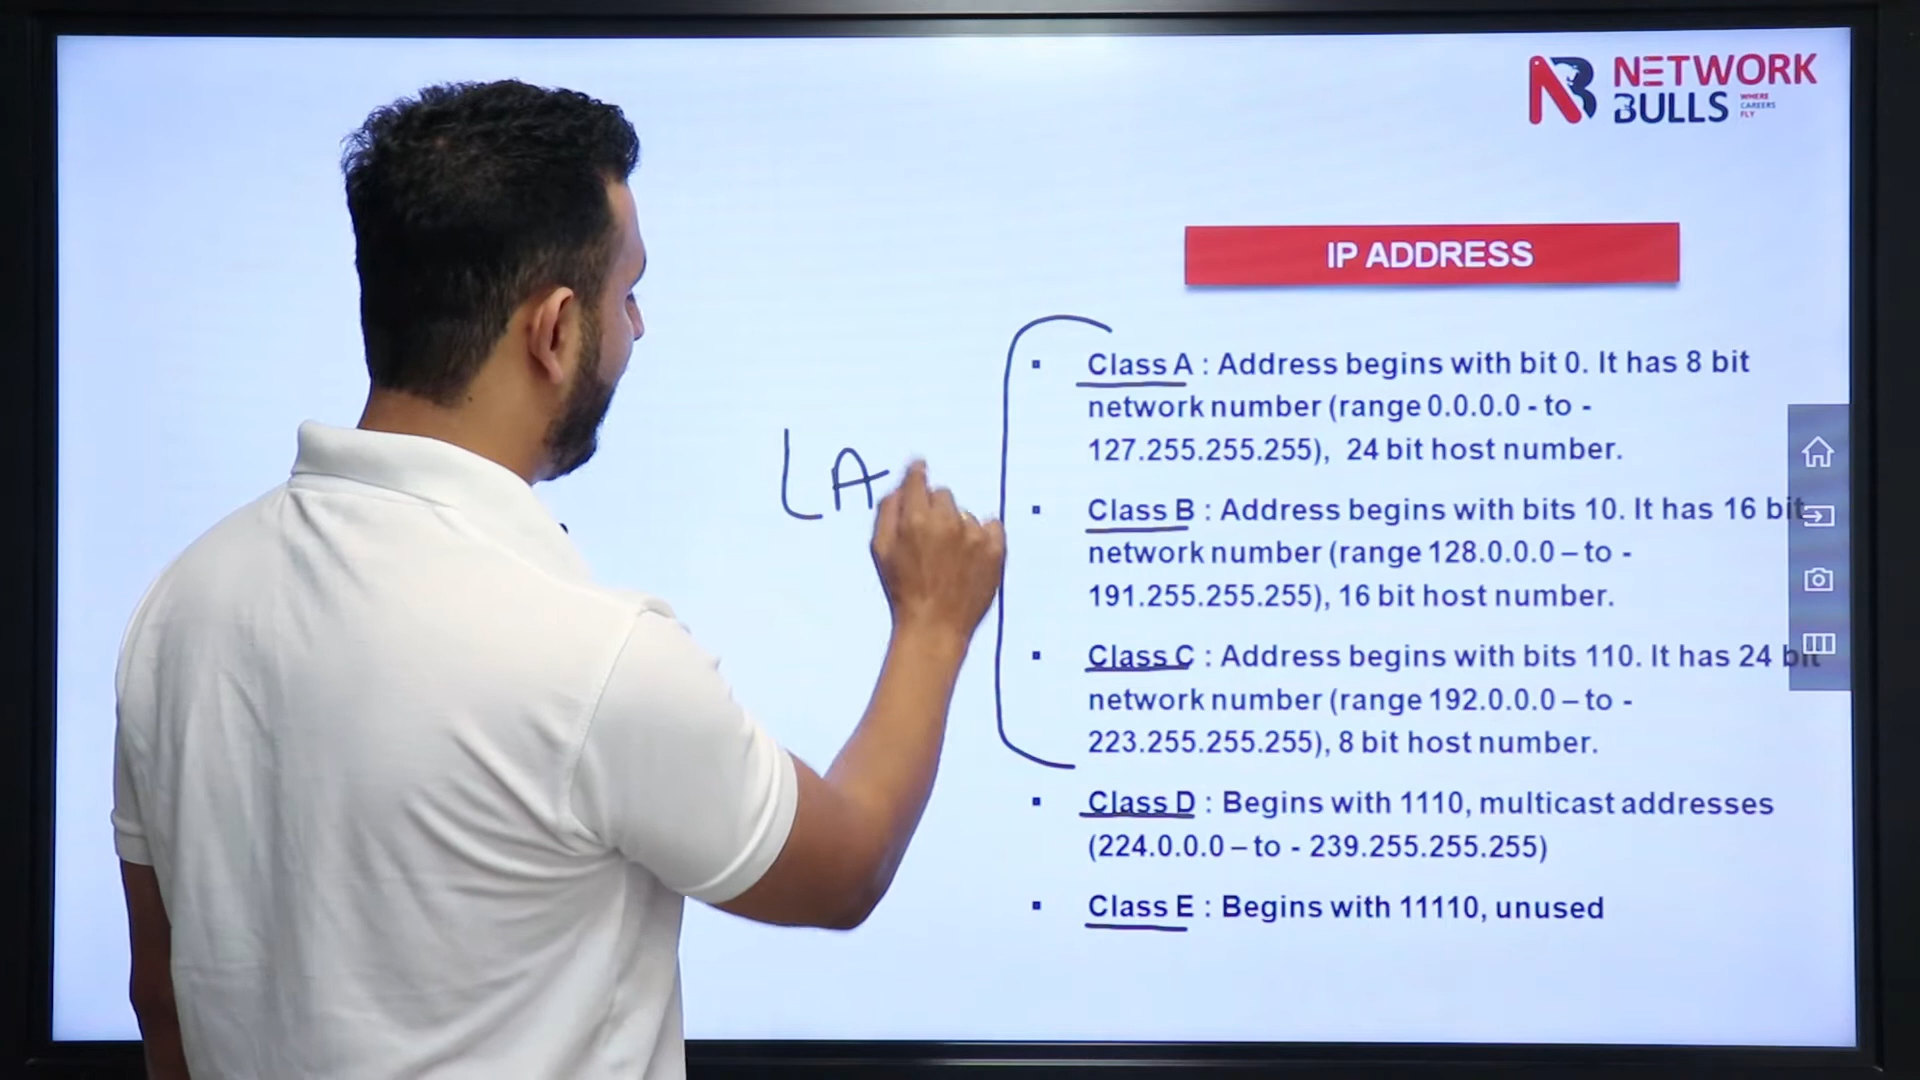 NETWORK
BULLS
WHERE
CAREERS
FLY
IP ADDRESS
▪ Class A : Address begins with bit 0. It has 8 bit
network number (range 0.0.0.0 - to -
127.255.255.255), 24 bit host number.
LA
▪ Class B : Address begins with bits 10. It has 16 bit
network number (range 128.0.0.0 – to -
191.255.255.255), 16 bit host number.
▪ Class C : Address begins with bits 110. It has 24 bit
network number (range 192.0.0.0 – to -
223.255.255.255), 8 bit host number.
▪ Class D : Begins with 1110, multicast addresses
(224.0.0.0 – to - 239.255.255.255)
▪ Class E : Begins with 11110, unused